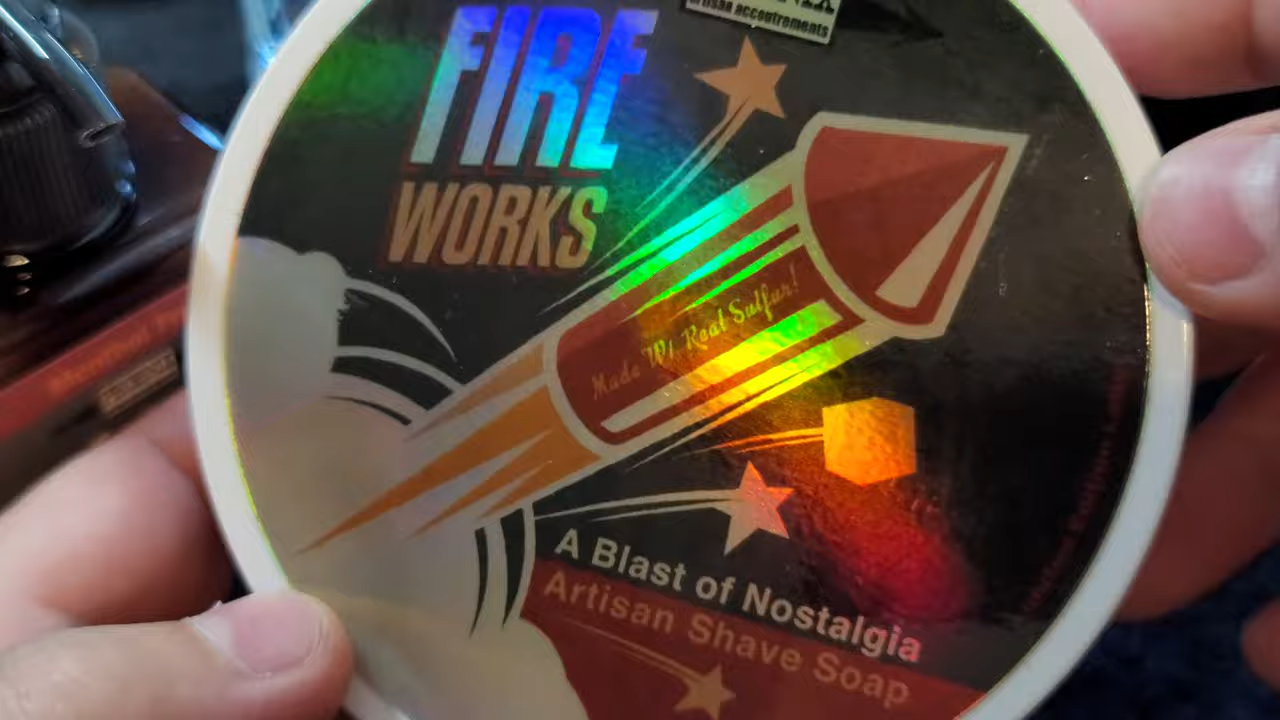 artisan accoutrements
FIRE
WORKS
Made W/ Real Sulfur!
A Blast of Nostalgia
Artisan Shave Soap